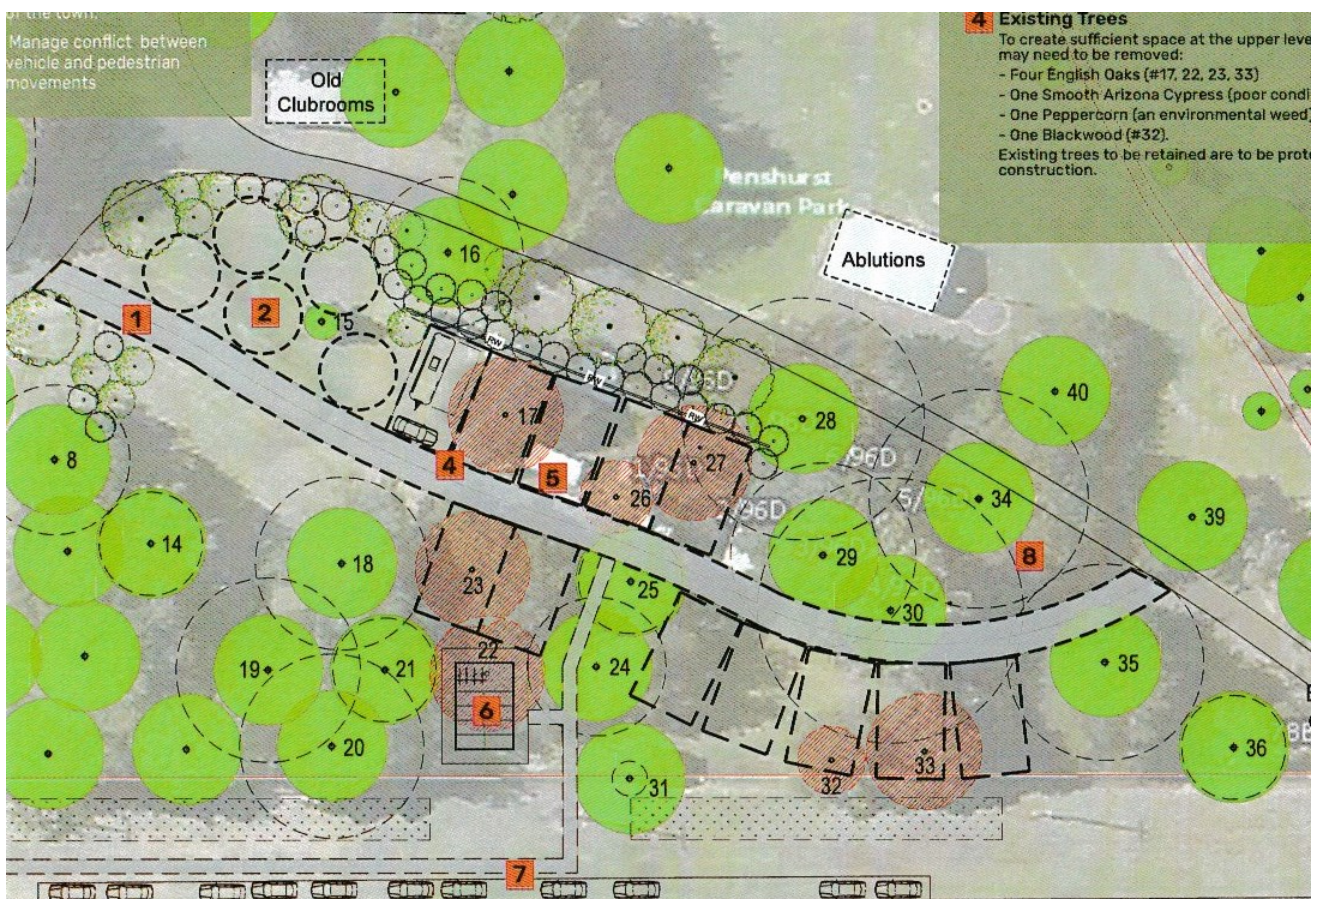 of the town.
Manage conflict between
vehicle and pedestrian
movements
4 Existing Trees
To create sufficient space at the upper leve
may need to be removed:
- Four English Oaks (#17, 22, 23, 33)
- One Smooth Arizona Cypress (poor condi
- One Peppercorn (an environmental weed)
- One Blackwood (#32).
Existing trees to be retained are to be prote
construction.
Old
Clubrooms
Penshurst
Caravan Park
Ablutions
16
1
2
15
RW
RW
RW
17
28
40
8
4
5
26
27
34
39
14
18
23
25
29
8
30
22
19
21
24
35
6
20
31
32
33
36
7
5/96D